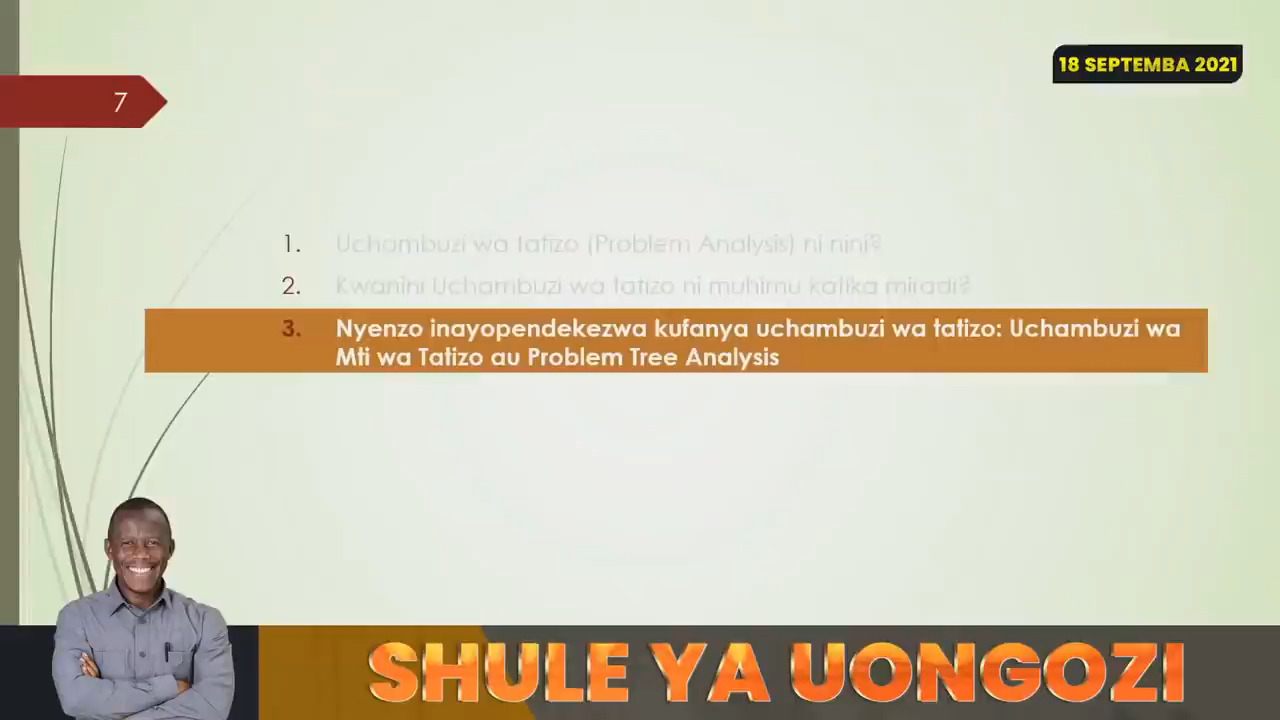 18 SEPTEMBA 2021
7
1. Uchambuzi wa tatizo (Problem Analysis) ni nini?
2. Kwanini Uchambuzi wa tatizo ni muhimu katika miradi?
3. Nyenzo inayopendekezwa kufanya uchambuzi wa tatizo: Uchambuzi wa
Mti wa Tatizo au Problem Tree Analysis
SHULE YA UONGOZI